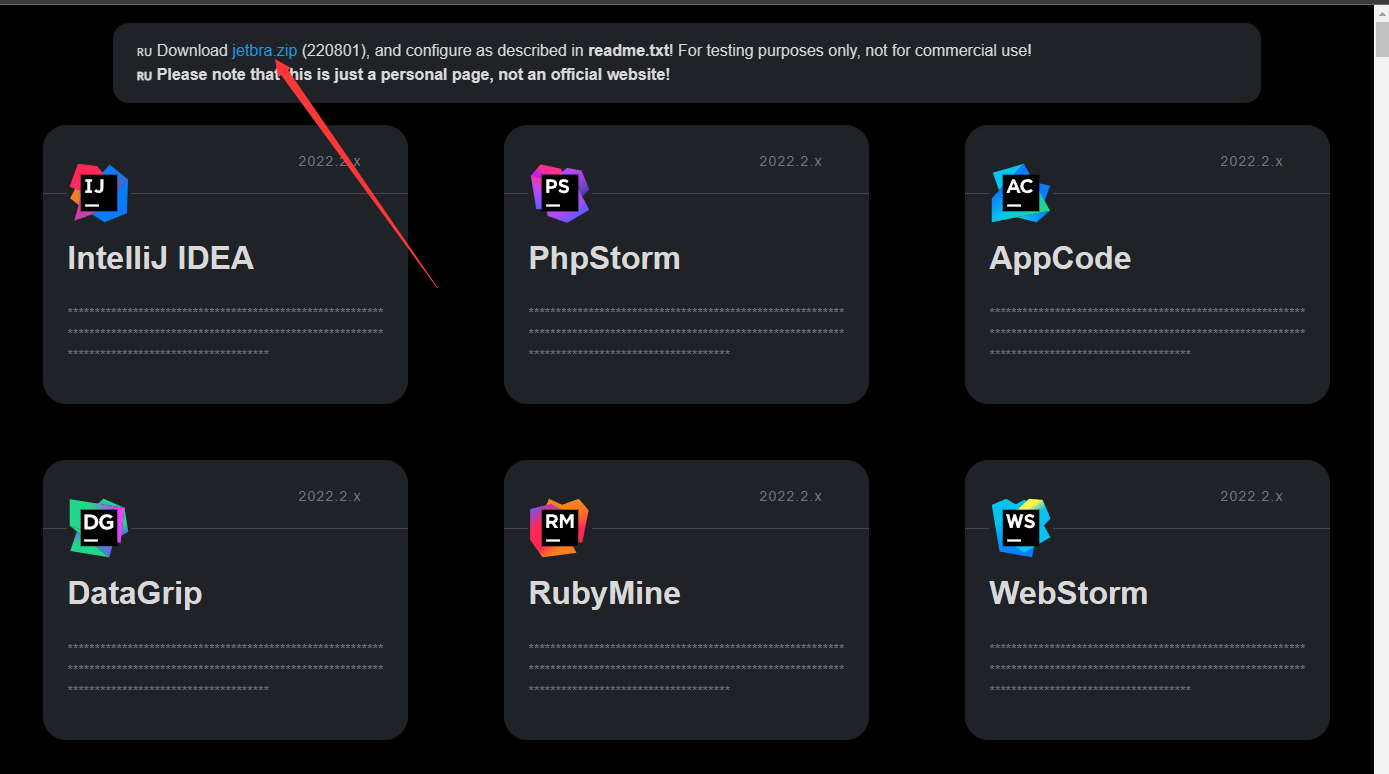 RU Download jetbra.zip (220801), and configure as described in readme.txt! For testing purposes only, not for commercial use!
RU Please note that this is just a personal page, not an official website!
2022.2.x
IJ
IntelliJ IDEA
*********************************************************
*********************************************************
************************************
2022.2.x
PS
PhpStorm
*********************************************************
*********************************************************
************************************
2022.2.x
AC
AppCode
*********************************************************
*********************************************************
************************************
2022.2.x
DG
DataGrip
*********************************************************
*********************************************************
************************************
2022.2.x
RM
RubyMine
*********************************************************
*********************************************************
************************************
2022.2.x
WS
WebStorm
*********************************************************
*********************************************************
************************************